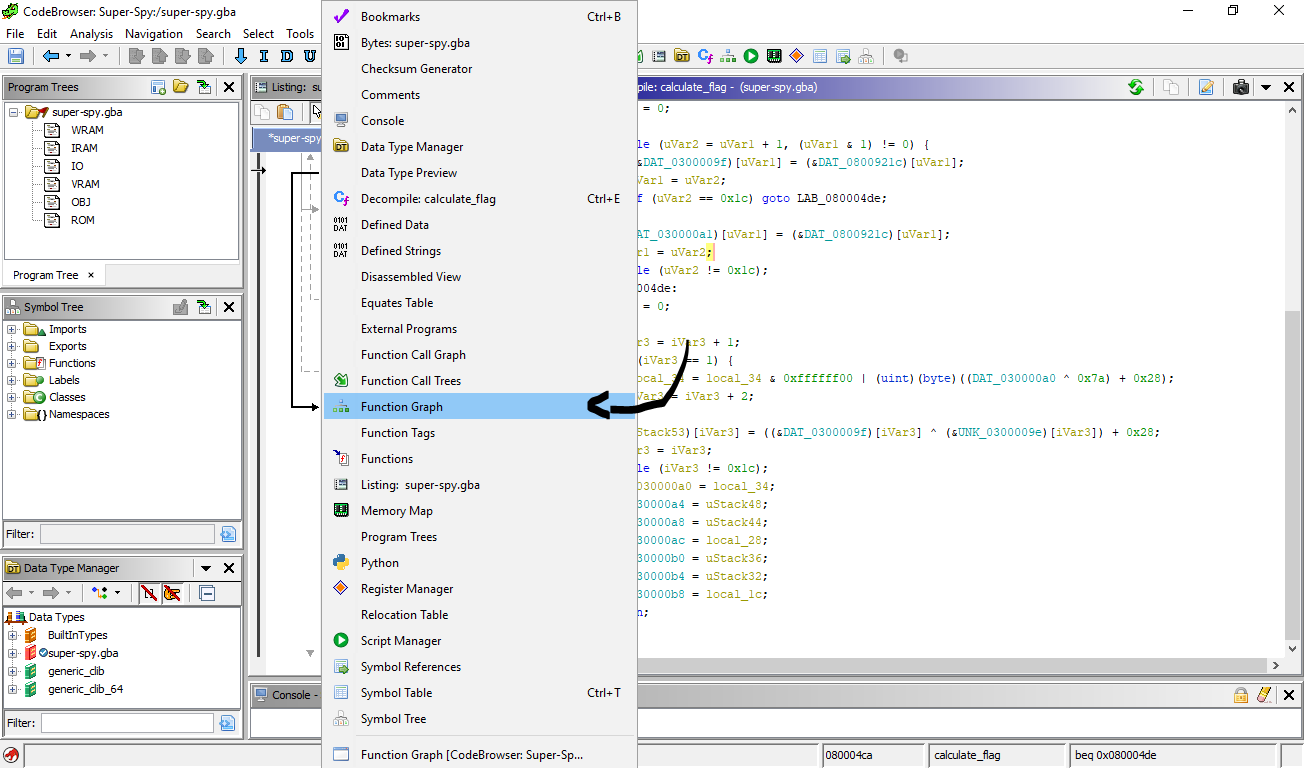 CodeBrowser: Super-Spy:/super-spy.gba
File Edit Analysis Navigation Search Select Tools
I D U
Program Trees
super-spy.gba
WRAM
IRAM
IO
VRAM
OBJ
ROM
Program Tree ×
Symbol Tree
Imports
Exports
Functions
Labels
Classes
Namespaces
Filter:
Data Type Manager
Data Types
BuiltInTypes
super-spy.gba
generic_clib
generic_clib_64
Filter:
Listing: su
*super-spy
Console -
Bookmarks Ctrl+B
Bytes: super-spy.gba
Checksum Generator
Comments
Console
Data Type Manager
Data Type Preview
Decompile: calculate_flag Ctrl+E
Defined Data
Defined Strings
Disassembled View
Equates Table
External Programs
Function Call Graph
Function Call Trees
Function Graph
Function Tags
Functions
Listing: super-spy.gba
Memory Map
Program Trees
Python
Register Manager
Relocation Table
Script Manager
Symbol References
Symbol Table Ctrl+T
Symbol Tree
Function Graph [CodeBrowser: Super-Sp...
pile: calculate_flag - (super-spy.gba)
= 0;
le (uVar2 = uVar1 + 1, (uVar1 & 1) != 0) {
&DAT_0300009f)[uVar1] = (&DAT_0800921c)[uVar1];
Var1 = uVar2;
f (uVar2 == 0x1c) goto LAB_080004de;
AT_030000a1)[uVar1] = (&DAT_0800921c)[uVar1];
r1 = uVar2;
le (uVar2 != 0x1c);
004de:
= 0;
r3 = iVar3 + 1;
(iVar3 == 1) {
ocal_34 = local_34 & 0xffffff00 | (uint)(byte)((DAT_030000a0 ^ 0x7a) + 0x28);
Var3 = iVar3 + 2;
Stack53)[iVar3] = ((&DAT_0300009f)[iVar3] ^ (&UNK_0300009e)[iVar3]) + 0x28;
r3 = iVar3;
le (iVar3 != 0x1c);
030000a0 = local_34;
30000a4 = uStack48;
30000a8 = uStack44;
30000ac = local_28;
30000b0 = uStack36;
30000b4 = uStack32;
30000b8 = local_1c;
n;
080004ca calculate_flag beq 0x080004de